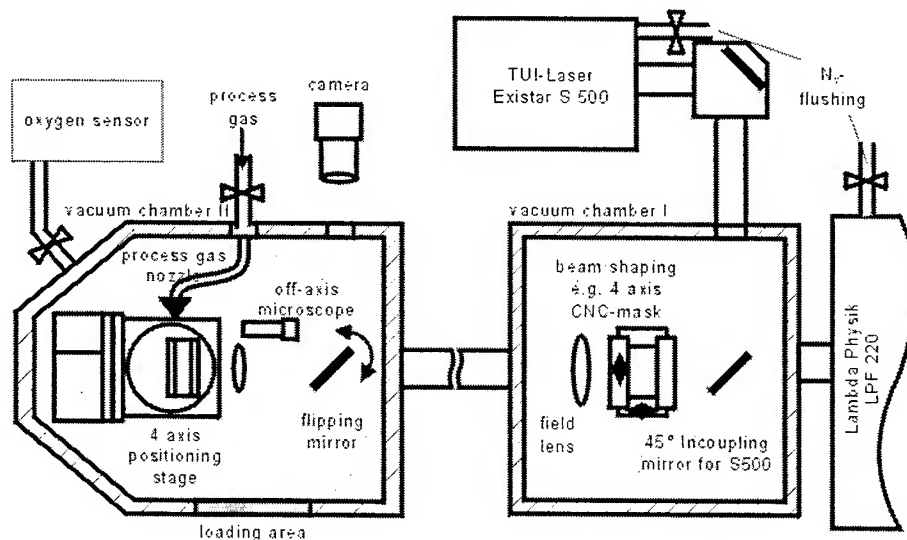 TUI-Laser
Existar S 500
N₂-
flushing
camera
process
gas
oxygen sensor
vacuum chamber II
process gas
nozzle
off-axis
microscope
flipping
mirror
4 axis
positioning
stage
loading area
vacuum chamber I
beam shaping
e.g. 4 axis
CNC-mask
field
lens
45° Incoupling
mirror for S500
Lambda Physik
LPF 220